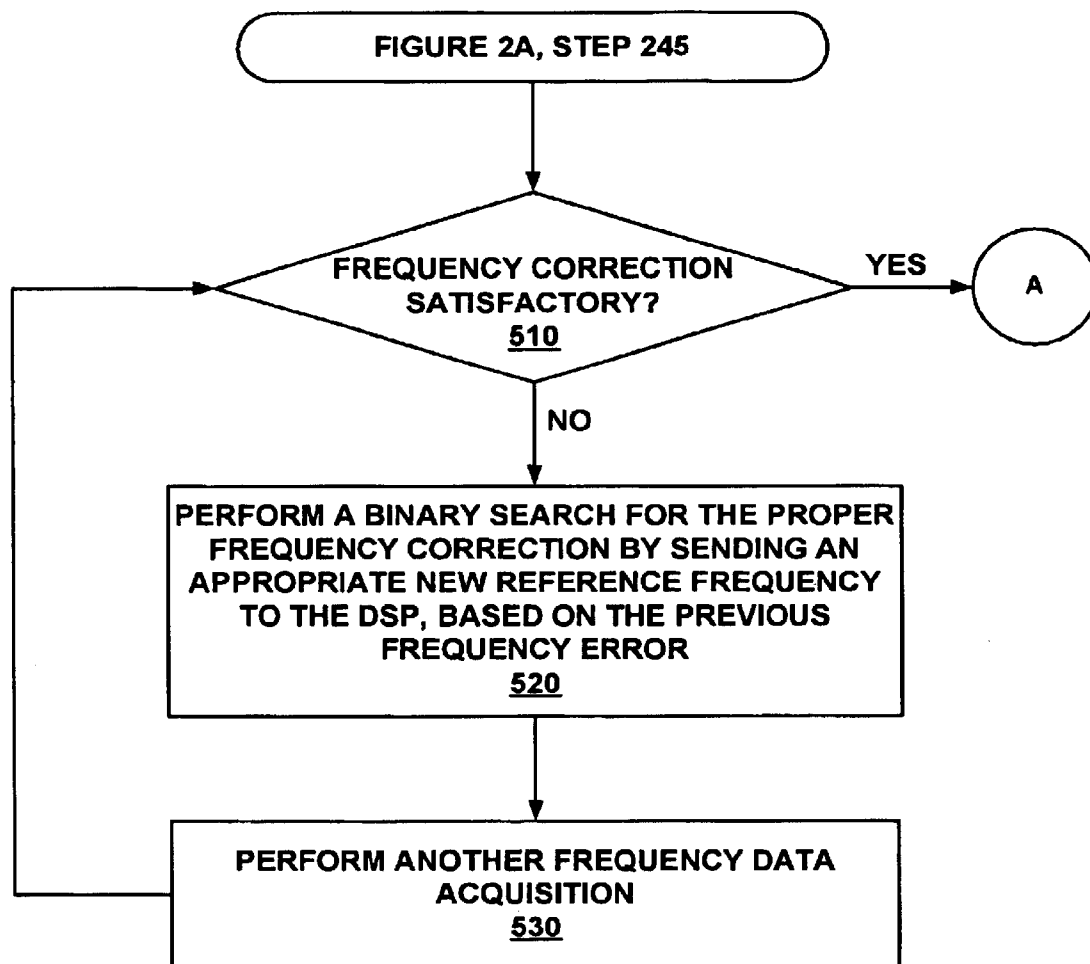 FIGURE 2A, STEP 245
FREQUENCY CORRECTION
SATISFACTORY?
510
YES
A
NO
PERFORM A BINARY SEARCH FOR THE PROPER
FREQUENCY CORRECTION BY SENDING AN
APPROPRIATE NEW REFERENCE FREQUENCY
TO THE DSP, BASED ON THE PREVIOUS
FREQUENCY ERROR
520
PERFORM ANOTHER FREQUENCY DATA
ACQUISITION
530